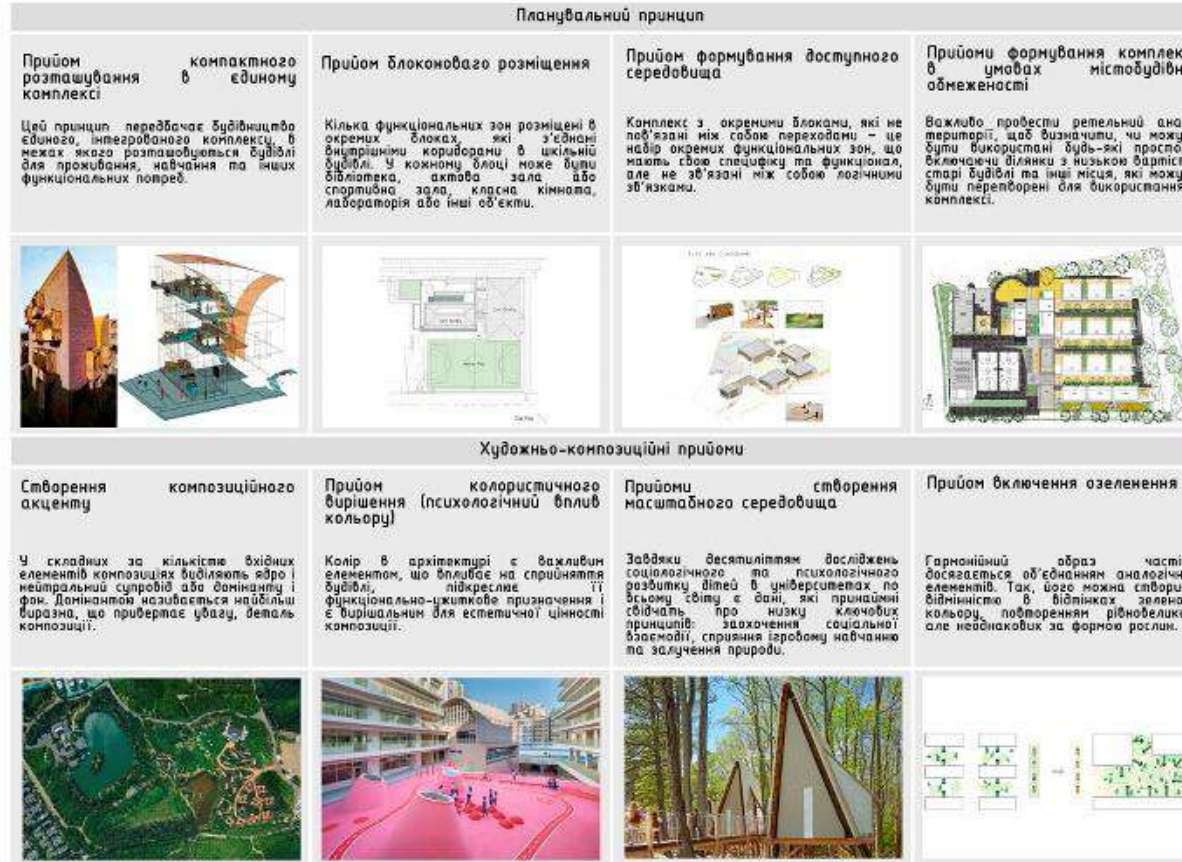 Планувальний принцип
Прийом компактного
розташування в єдиному
комплексі
Цей принцип передбачає будівництво
єдиного, інтегрованого комплексу, в
межах якого розташовуються будівлі
для проживання, навчання та інших
функціональних потреб.
Прийом блоконоваго розміщення
Кілька функціональних зон розміщені в
окремих блоках, які з'єднані
внутрішніми коридорами в шкільній
будівлі. У кожному блоці може бути
бібліотека, актова зала або
спортивна зала, класна кімната,
лабораторія або інші об'єкти.
Прийом формування доступного
середовища
Комплекс з окремими блоками, які не
пов'язані між собою переходами – це
набір окремих функціональних зон, що
мають свою специфіку та функціонал,
але не зв'язані між собою логічними
зв'язками.
Прийоми формування комплек
в умовах містобудівн
обмеженості
Важливо провести ретельний ана
території, щоб визначити, чи можу
бути використані будь-які просто
включаючи ділянки з низькою вартіс
старі будівлі та інші місця, які можу
бути перетворені для використання
комплексі.
Художньо-композиційні прийоми
Створення композиційного
акценту
У складних за кількістю вхідних
елементів композиціях виділяють ядро і
нейтральний супровід або домінанту і
фон. Домінантою називається найбільш
виразна, що привертає увагу, деталь
композиції.
Прийом колористичного
вирішення (психологічний вплив
кольору)
Колір в архітектурі є важливим
елементом, що впливає на сприйняття
будівлі, підкреслює її
функціонально-ужиткове призначення і
є вирішальним для естетичної цінності
композиції.
Прийоми створення
масштабного середовища
Завдяки десятиліттям досліджень
соціологічного та психологічного
розвитку дітей в університетах по
всьому світу є дані, які принаймні
свідчать про низку ключових
принципів: заохочення соціальної
взаємодії, сприяння ігровому навчанню
та залучення природи.
Прийом включення озеленення
Гармонійний образ часті
досягається об'єднанням аналогічн
елементів. Так, його можна створи
відмінністю в відтінках зелено
кольору, повторенням рівновелик
але неоднакових за формою рослин.